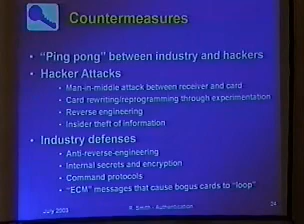 Countermeasures
• "Ping pong" between industry and hackers
• Hacker Attacks
• Man-in-middle attack between receiver and card
• Card rewriting/reprogramming through experimentation
• Reverse engineering
• Insider theft of information
• Industry defenses
• Anti-reverse-engineering
• Internal secrets and encryption
• Command protocols
• "ECM" messages that cause bogus cards to "loop"
July 2003
R. Smith - Authentication
24